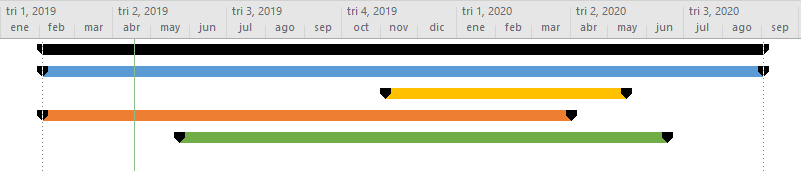 tri 1, 2019 tri 2, 2019 tri 3, 2019 tri 4, 2019 tri 1, 2020 tri 2, 2020 tri 3, 2020
ene feb mar abr may jun jul ago sep oct nov dic ene feb mar abr may jun jul ago sep